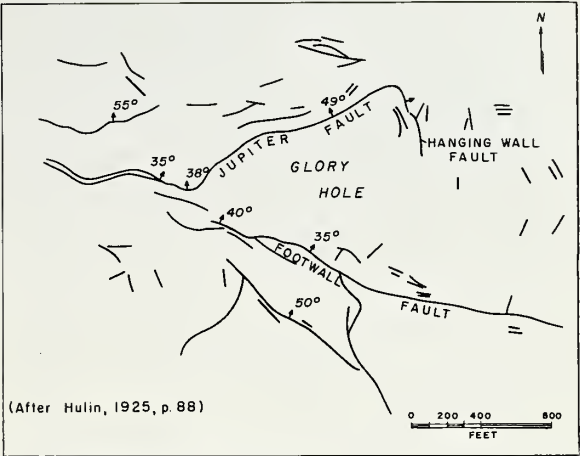 N
55°
49°
JUPITER FAULT
35°
38°
HANGING WALL
FAULT
GLORY
HOLE
40°
35°
FOOTWALL FAULT
50°
(After Hulin, 1925, p. 88)
0 200 400 800
FEET